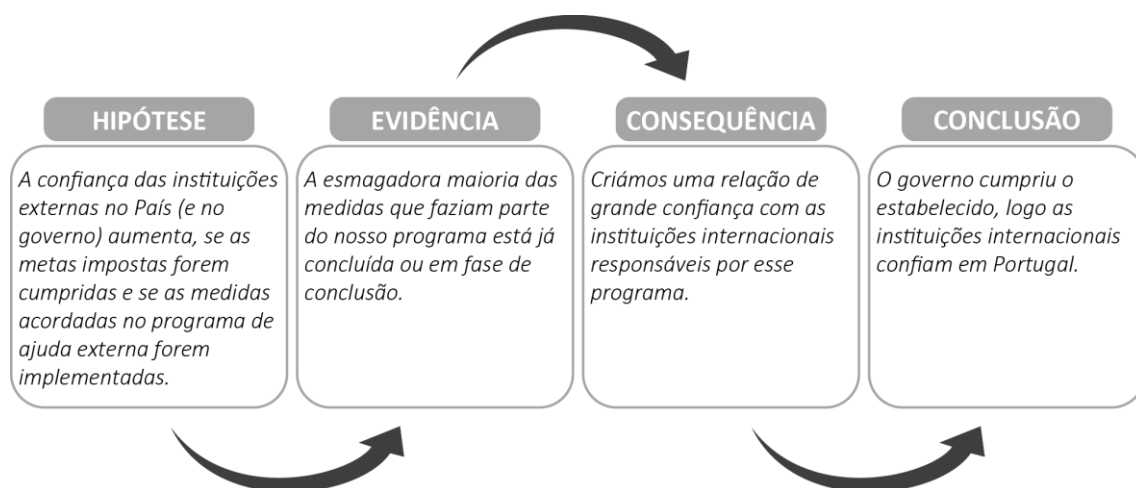 HIPÓTESE
A confiança das instituições
externas no País (e no
governo) aumenta, se as
metas impostas forem
cumpridas e se as medidas
acordadas no programa de
ajuda externa forem
implementadas.
EVIDÊNCIA
A esmagadora maioria das
medidas que faziam parte
do nosso programa está já
concluída ou em fase de
conclusão.
CONSEQUÊNCIA
Criámos uma relação de
grande confiança com as
instituições internacionais
responsáveis por esse
programa.
CONCLUSÃO
O governo cumpriu o
estabelecido, logo as
instituições internacionais
confiam em Portugal.